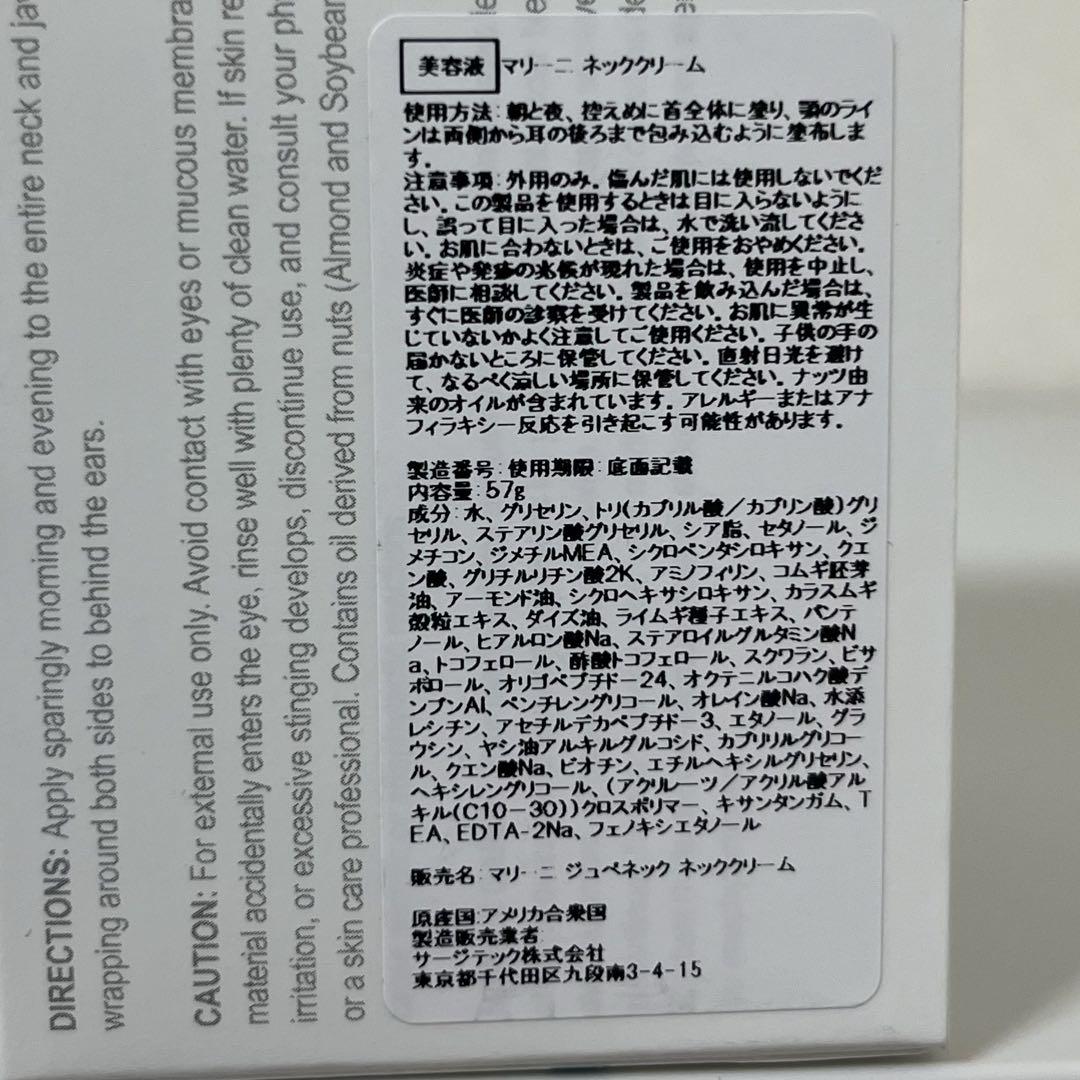 美容液 マリーニ ネッククリーム
使用方法:朝と夜、控えめに首全体に塗り、顎のライ
ンは両側から耳の後ろまで包み込むように塗布しま
す。
注意事項:外用のみ。傷んだ肌には使用しないでくだ
さい。この製品を使用するときは目に入らないように
し、誤って目に入った場合は、水で洗い流してくださ
い。お肌に合わないときは、ご使用をおやめください。
炎症や発疹の兆候が現れた場合は、使用を中止し、
医師に相談してください。製品を飲み込んだ場合は、
すぐに医師の診察を受けてください。お肌に異常が生
じていないかよく注意してご使用ください。子供の手の
届かないところに保管してください。直射日光を避け
て、なるべく涼しい場所に保管してください。ナッツ由
来のオイルが含まれています。アレルギーまたはアナ
フィラキシー反応を引き起こす可能性があります。
製造番号:使用期限:底面記載
内容量:57g
成分:水、グリセリン、トリ(カプリル酸/カプリン酸)グリ
セリル、ステアリン酸グリセリル、シア脂、セタノール、ジ
メチコン、ジメチルMEA、シクロペンタシロキサン、クエ
ン酸、グリチルリチン酸2K、アミノフィリン、コムギ胚芽
油、アーモンド油、シクロヘキサシロキサン、カラスムギ
穀粒エキス、ダイズ油、ライムギ種子エキス、パンテ
ノール、ヒアルロン酸Na、ステアロイルグルタミン酸N
a、トコフェロール、酢酸トコフェロール、スクワラン、ビサ
ボロール、オリゴペプチドー24、オクテニルコハク酸デ
ンプンAl、ペンチレングリコール、オレイン酸Na、水添
レシチン、アセチルデカペプチドー3、エタノール、グラ
ウシン、ヤシ油アルキルグルコシド、カプリリルグリコー
ル、クエン酸Na、ビオチン、エチルヘキシルグリセリン、
ヘキシレングリコール、(アクリレーツ/アクリル酸アル
キル(C10-30))クロスポリマー、キサンタンガム、T
EA、EDTA-2Na、フェノキシエタノール
販売名:マリーニ ジュベネック ネッククリーム
原産国:アメリカ合衆国
製造販売業者:
サージテック株式会社
東京都千代田区九段南3-4-15
DIRECTIONS: Apply sparingly morning and evening to the entire neck and
wrapping around both sides to behind the ears.
CAUTION: For external use only. Avoid contact with eyes or mucous
material accidentally enters the eye, rinse well with plenty of clean water. If skin
irritation, or excessive stinging develops, discontinue use, and consult your
or a skin care professional. Contains oil derived from nuts (Almond and